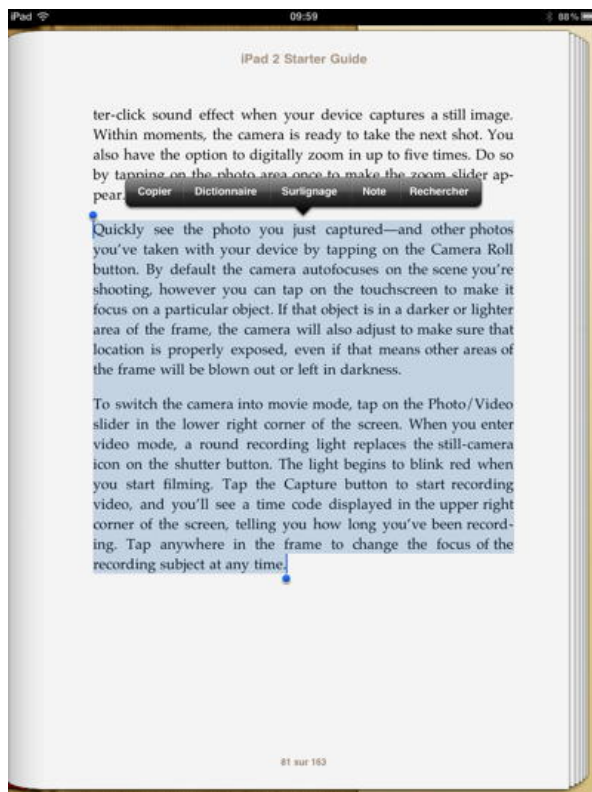 iPad 09:59 88%
iPad 2 Starter Guide
ter-click sound effect when your device captures a still image.
Within moments, the camera is ready to take the next shot. You
also have the option to digitally zoom in up to five times. Do so
by tapping on the photo area once to make the zoom slider ap-
pear.
Copier Dictionnaire Surlignage Note Rechercher
Quickly see the photo you just captured—and other photos
you've taken with your device by tapping on the Camera Roll
button. By default the camera autofocuses on the scene you're
shooting, however you can tap on the touchscreen to make it
focus on a particular object. If that object is in a darker or lighter
area of the frame, the camera will also adjust to make sure that
location is properly exposed, even if that means other areas of
the frame will be blown out or left in darkness.
To switch the camera into movie mode, tap on the Photo/Video
slider in the lower right corner of the screen. When you enter
video mode, a round recording light replaces the still-camera
icon on the shutter button. The light begins to blink red when
you start filming. Tap the Capture button to start recording
video, and you'll see a time code displayed in the upper right
corner of the screen, telling you how long you've been record-
ing. Tap anywhere in the frame to change the focus of the
recording subject at any time.
81 sur 163